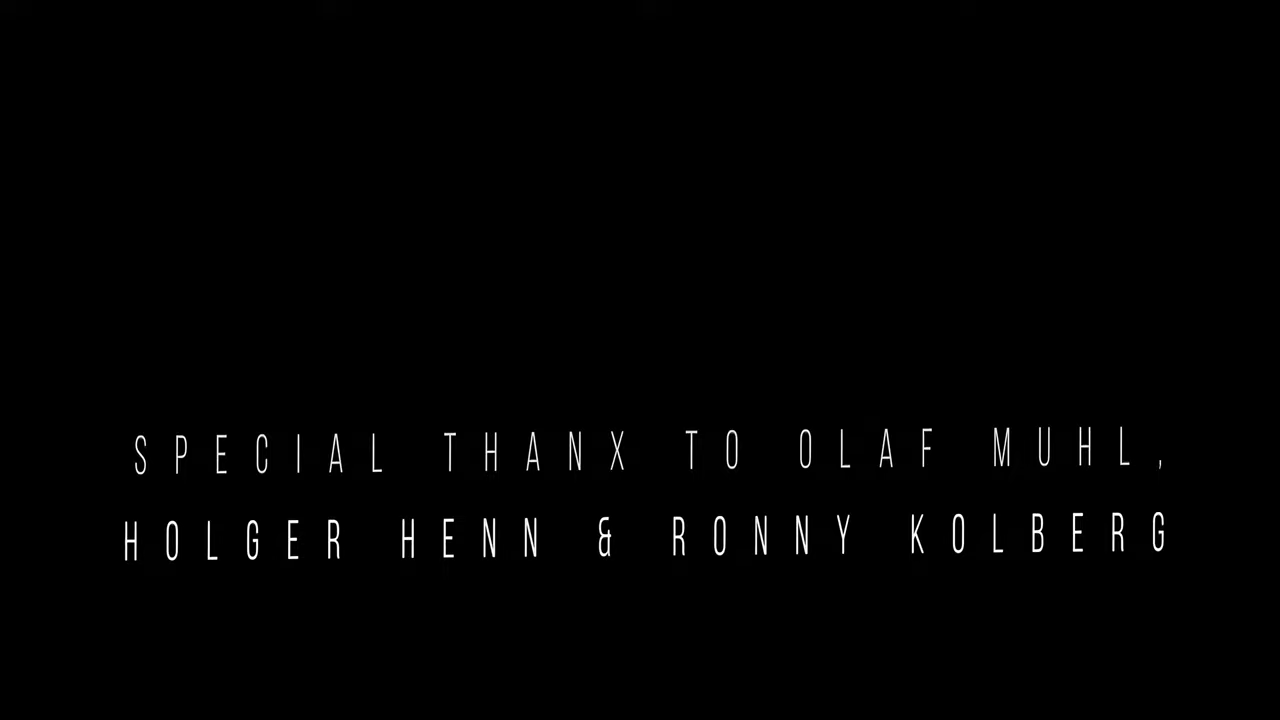 SPECIAL THANX TO OLAF MUHL,
HOLGER HENN & RONNY KOLBERG